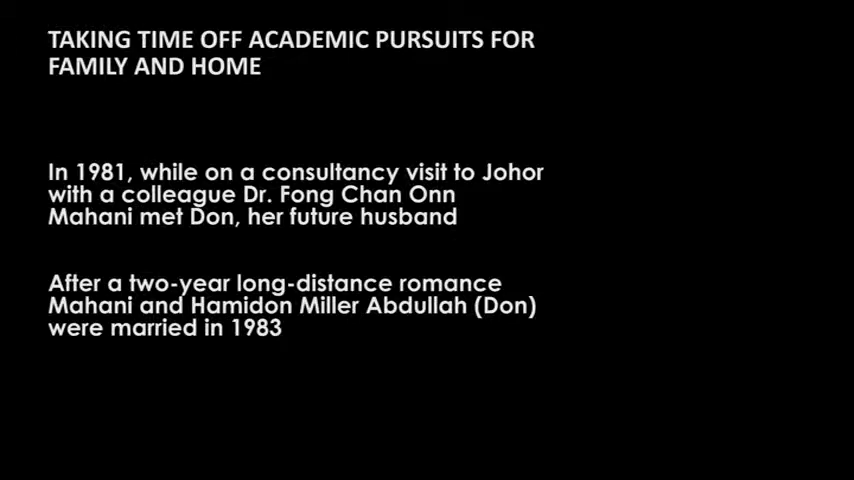 TAKING TIME OFF ACADEMIC PURSUITS FOR
FAMILY AND HOME
In 1981, while on a consultancy visit to Johor
with a colleague Dr. Fong Chan Onn
Mahani met Don, her future husband
After a two-year long-distance romance
Mahani and Hamidon Miller Abdullah (Don)
were married in 1983